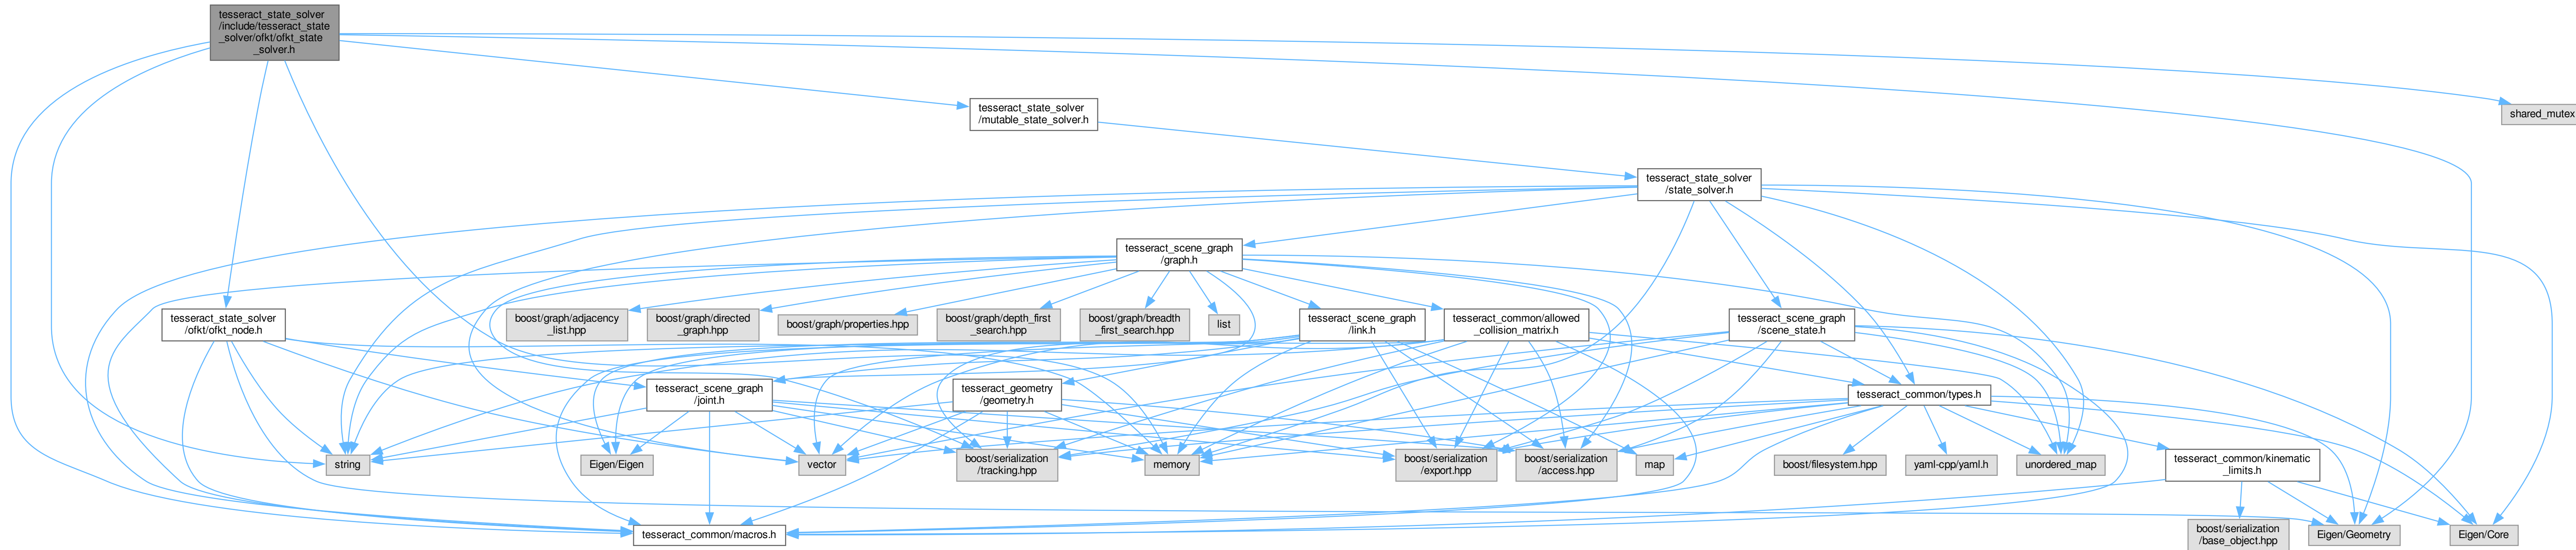 tesseract_state_solver
/include/tesseract_state
_solver/ofkt/ofkt_state
_solver.h
shared_mutex
tesseract_state_solver
/mutable_state_solver.h
tesseract_state_solver
/state_solver.h
tesseract_scene_graph
/graph.h
tesseract_state_solver
/ofkt/ofkt_node.h
boost/graph/adjacency
_list.hpp
boost/graph/directed
_graph.hpp
boost/graph/properties.hpp
boost/graph/depth_first
_search.hpp
boost/graph/breadth
_first_search.hpp
list
tesseract_scene_graph
/link.h
tesseract_common/allowed
_collision_matrix.h
tesseract_scene_graph
/scene_state.h
tesseract_scene_graph
/joint.h
tesseract_geometry
/geometry.h
tesseract_common/types.h
string
Eigen/Eigen
vector
boost/serialization
/tracking.hpp
memory
boost/serialization
/export.hpp
boost/serialization
/access.hpp
map
boost/filesystem.hpp
yaml-cpp/yaml.h
unordered_map
tesseract_common/kinematic
_limits.h
tesseract_common/macros.h
boost/serialization
/base_object.hpp
Eigen/Geometry
Eigen/Core